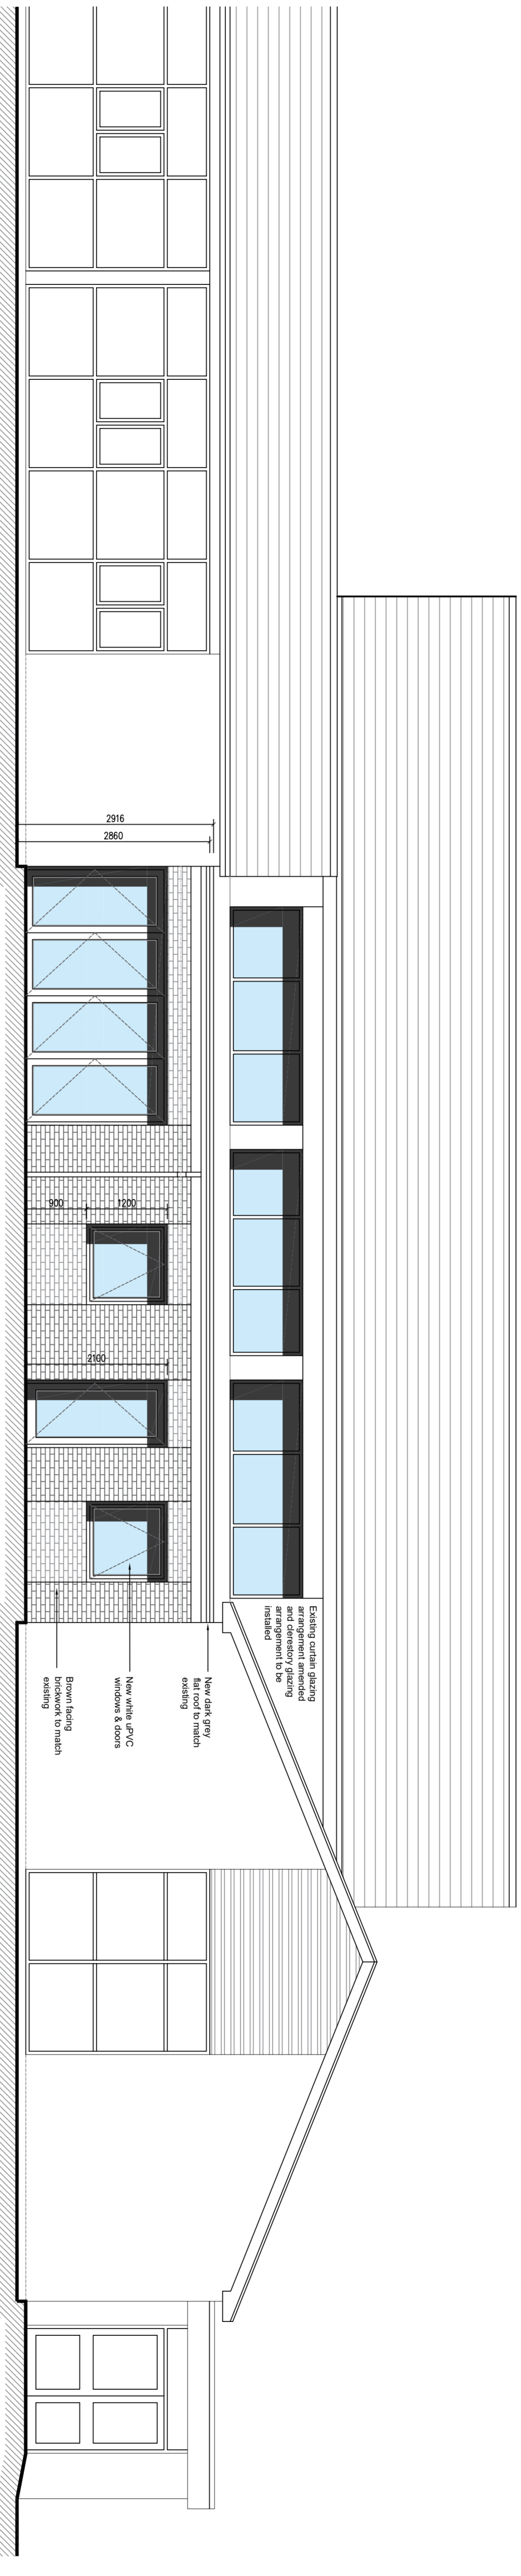 2916
2860
900
1200
2100
Existing curtain glazing
arrangement amended
and clerestory glazing
arrangement to be
installed
New dark grey
flat roof to match
existing
New white uPVC
windows & doors
Brown facing
brickwork to match
existing